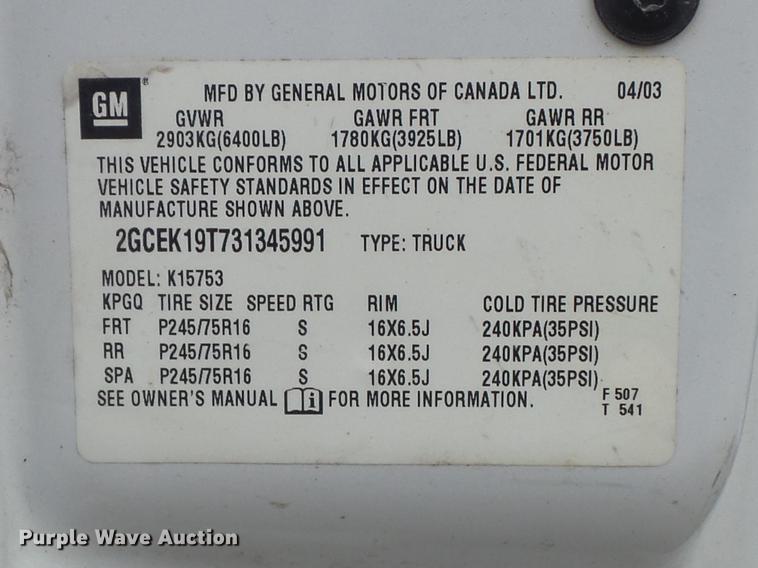 GM ® MFD BY GENERAL MOTORS OF CANADA LTD. 04/03
GVWR GAWR FRT GAWR RR
2903KG(6400LB) 1780KG(3925LB) 1701KG(3750LB)
THIS VEHICLE CONFORMS TO ALL APPLICABLE U.S. FEDERAL MOTOR
VEHICLE SAFETY STANDARDS IN EFFECT ON THE DATE OF
MANUFACTURE SHOWN ABOVE.
2GCEK19T731345991 TYPE: TRUCK
MODEL: K15753
KPGQ TIRE SIZE SPEED RTG RIM COLD TIRE PRESSURE
FRT P245/75R16 S 16X6.5J 240KPA(35PSI)
RR P245/75R16 S 16X6.5J 240KPA(35PSI)
SPA P245/75R16 S 16X6.5J 240KPA(35PSI)
SEE OWNER'S MANUAL i FOR MORE INFORMATION. F 507
T 541
Purple Wave Auction